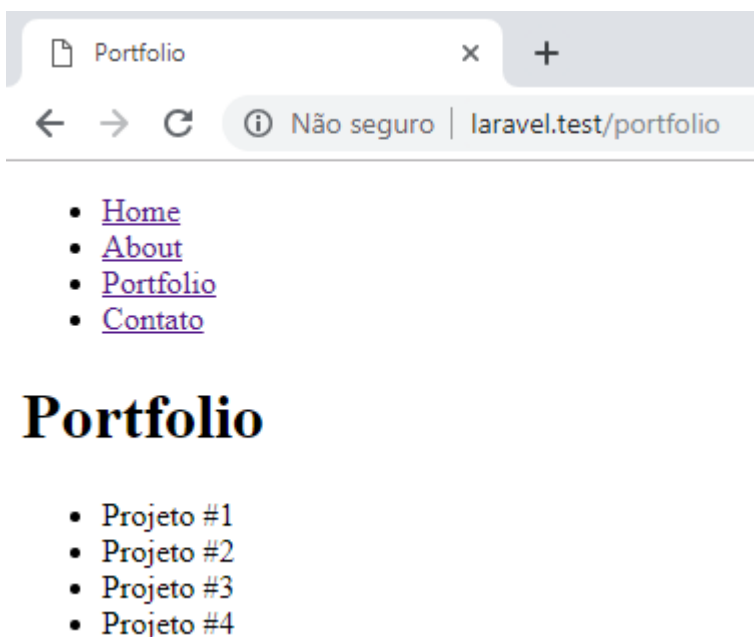 Portfolio
Não seguro | laravel.test/portfolio
Home
About
Portfolio
Contato
Portfolio
Projeto #1
Projeto #2
Projeto #3
Projeto #4